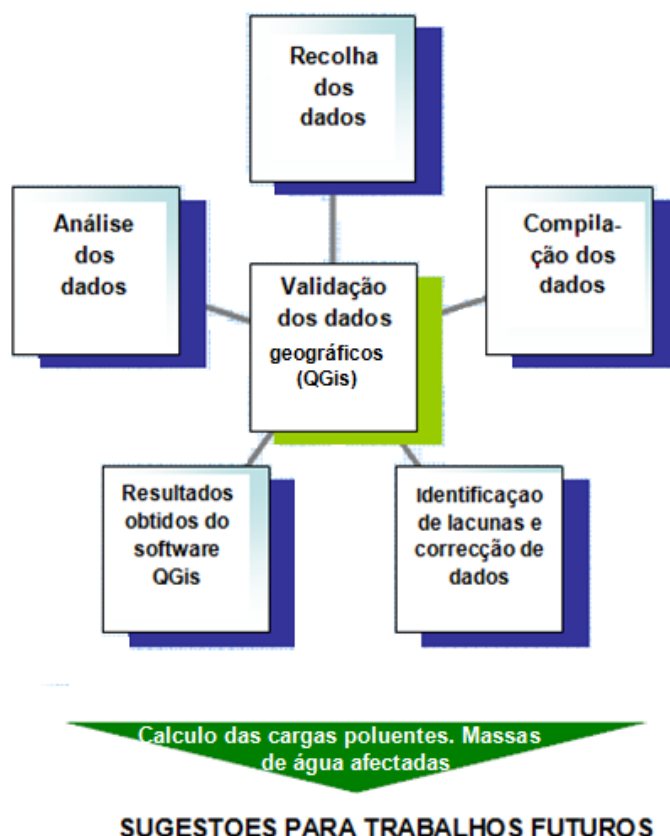 Recolha
dos
dados
Análise
dos
dados
Compila-
ção dos
dados
Validação
dos dados
geográficos
(QGis)
Resultados
obtidos do
software
QGis
Identificaçao
de lacunas e
correcção de
dados
Calculo das cargas poluentes. Massas
de água afectadas
SUGESTOES PARA TRABALHOS FUTUROS